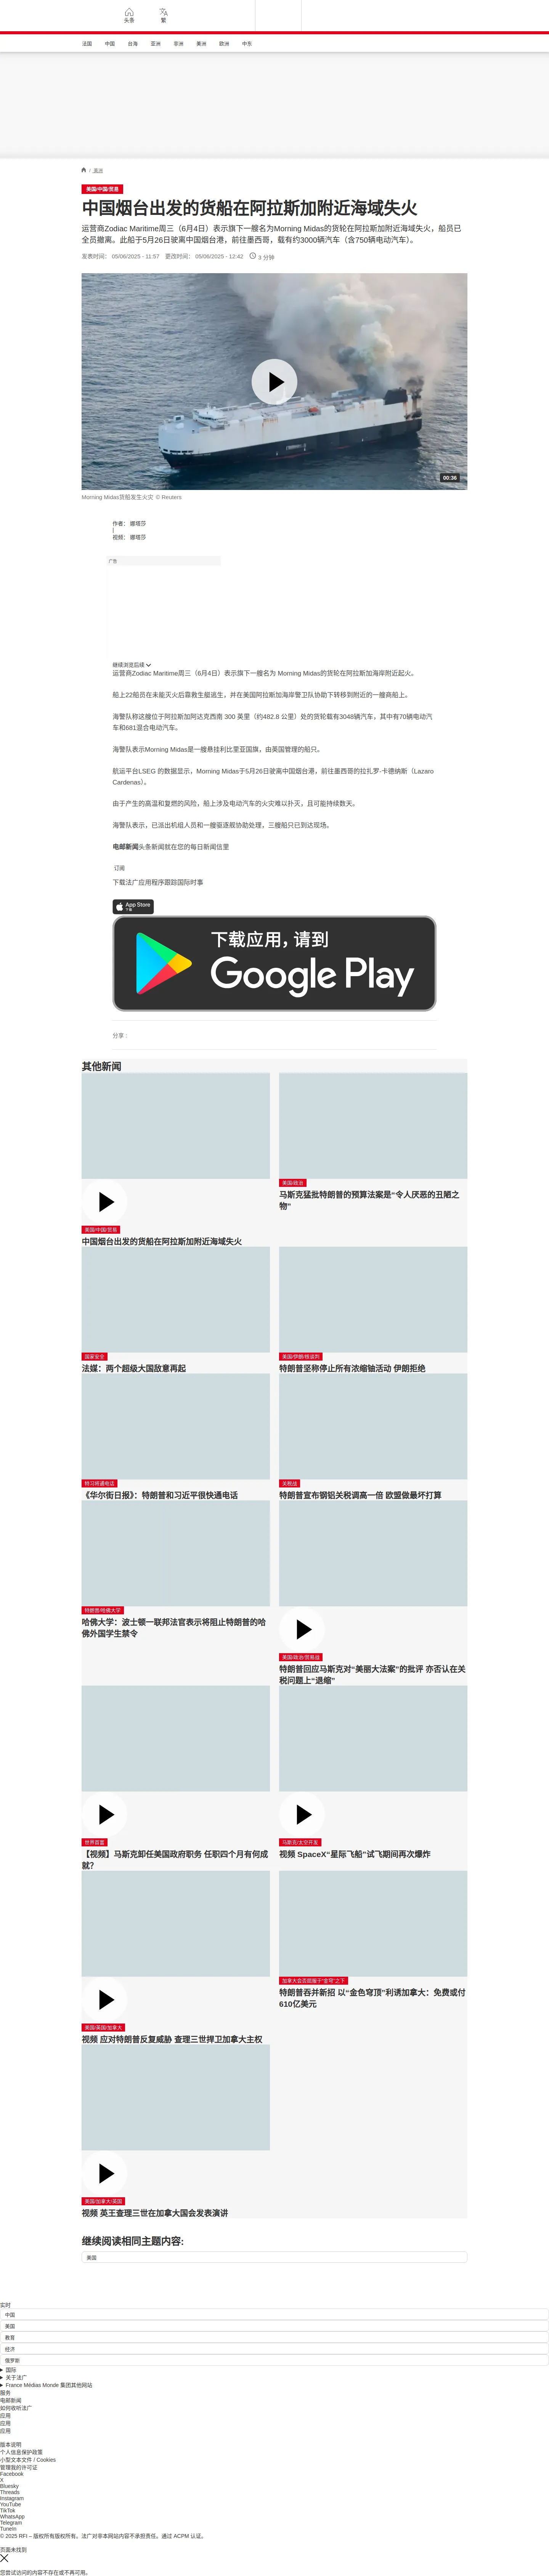 头条
繁
法国
中国
台海
亚洲
非洲
美洲
欧洲
中东
/ 美洲
美国/中国/贸易
中国烟台出发的货船在阿拉斯加附近海域失火
运营商Zodiac Maritime周三（6月4日）表示旗下一艘名为Morning Midas的货轮在阿拉斯加附近海域失火，船员已
全员撤离。此船于5月26日驶离中国烟台港，前往墨西哥，载有约3000辆汽车（含750辆电动汽车）。
发表时间： 05/06/2025 - 11:57 更改时间： 05/06/2025 - 12:42 3 分钟
00:36
Morning Midas货船发生火灾 © Reuters
作者： 娜塔莎
|
视频： 娜塔莎
广告
继续浏览后续
运营商Zodiac Maritime周三（6月4日）表示旗下一艘名为 Morning Midas的货轮在阿拉斯加海岸附近起火。
船上22船员在未能灭火后靠救生艇逃生，并在美国阿拉斯加海岸警卫队协助下转移到附近的一艘商船上。
海警队称这艘位于阿拉斯加阿达克西南 300 英里（约482.8 公里）处的货轮载有3048辆汽车，其中有70辆电动汽
车和681混合电动汽车。
海警队表示Morning Midas是一艘悬挂利比里亚国旗，由英国管理的船只。
航运平台LSEG 的数据显示，Morning Midas于5月26日驶离中国烟台港，前往墨西哥的拉扎罗-卡德纳斯（Lazaro
Cardenas）。
由于产生的高温和复燃的风险，船上涉及电动汽车的火灾难以扑灭，且可能持续数天。
海警队表示，已派出机组人员和一艘驱逐舰协助处理，三艘船只已到达现场。
电邮新闻头条新闻就在您的每日新闻信里
订阅
下载法广应用程序跟踪国际时事
App Store
下载
下载应用，请到
Google Play
分享 :
其他新闻
美国/中国/贸易
中国烟台出发的货船在阿拉斯加附近海域失火
美国/政治
马斯克猛批特朗普的预算法案是“令人厌恶的丑陋之
物”
国家安全
法媒：两个超级大国敌意再起
美国/伊朗/核谈判
特朗普坚称停止所有浓缩铀活动 伊朗拒绝
特习将通电话
《华尔街日报》：特朗普和习近平很快通电话
关税战
特朗普宣布钢铝关税调高一倍 欧盟做最坏打算
特朗普/哈佛大学
哈佛大学：波士顿一联邦法官表示将阻止特朗普的哈
佛外国学生禁令
美国/政治/贸易战
特朗普回应马斯克对“美丽大法案”的批评 亦否认在关
税问题上“退缩”
世界首富
【视频】马斯克卸任美国政府职务 任职四个月有何成
就？
马斯克/太空开发
视频 SpaceX“星际飞船”试飞期间再次爆炸
美国/英国/加拿大
视频 应对特朗普反复威胁 查理三世捍卫加拿大主权
加拿大会否屈服于“金穹”之下
特朗普吞并新招 以“金色穹顶”利诱加拿大：免费或付
610亿美元
美国/加拿大/英国
视频 英王查理三世在加拿大国会发表演讲
继续阅读相同主题内容:
美国
实时
中国
美国
教育
经济
俄罗斯
国际
关于法广
France Médias Monde 集团其他网站
服务
电邮新闻
如何收听法广
应用
应用
应用
版本说明
个人信息保护政策
小型文本文件 / Cookies
管理我的许可证
Facebook
X
Bluesky
Threads
Instagram
YouTube
TikTok
WhatsApp
Telegram
TuneIn
© 2025 RFI – 版权所有版权所有。法广对非本网站内容不承担责任。通过 ACPM 认证。
页面未找到
您尝试访问的内容不存在或不再可用。